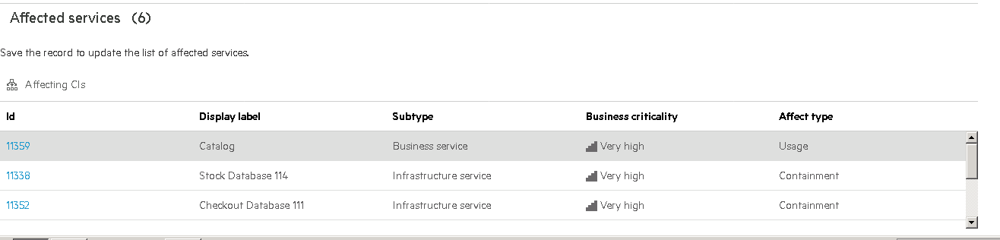 Affected services (6)
Save the record to update the list of affected services.
Affecting CIs
Id Display label Subtype Business criticality Affect type
11359 Catalog Business service Very high Usage
11338 Stock Database 114 Infrastructure service Very high Containment
11352 Checkout Database 111 Infrastructure service Very high Containment